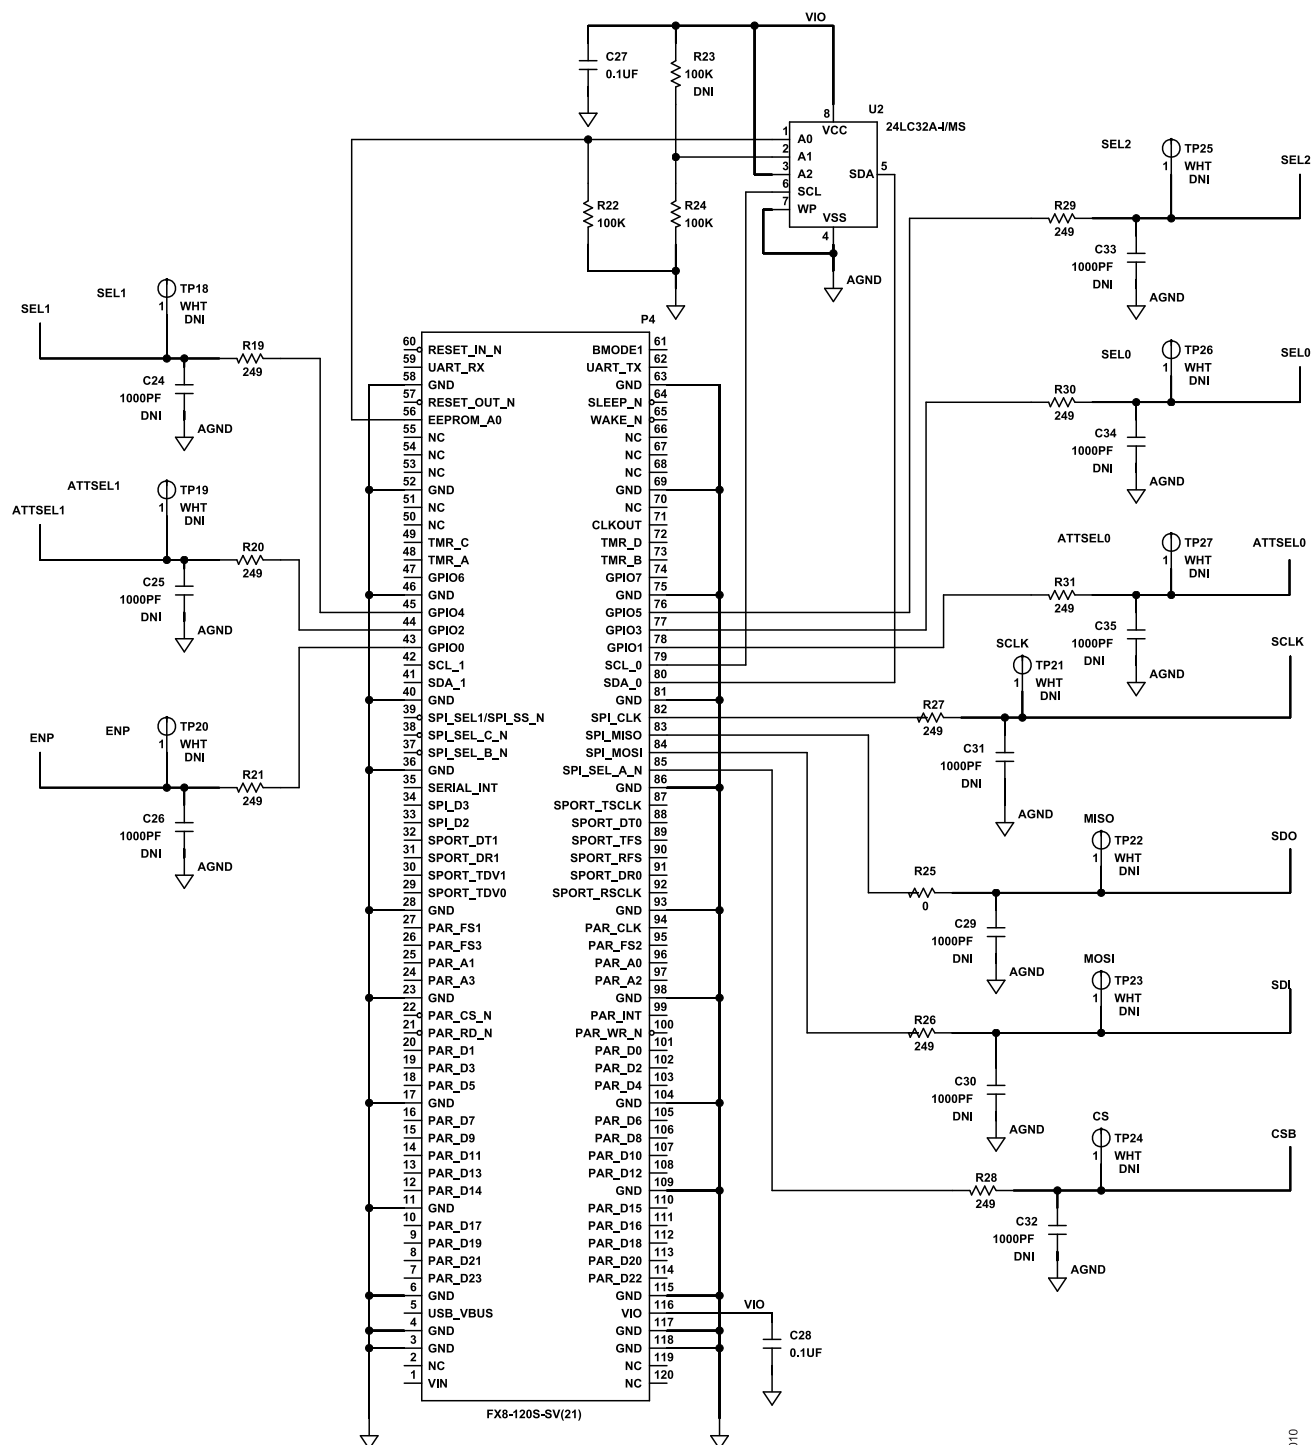 VIO
C27
0.1UF
R23
100K
DNI
U2
24LC32A-I/MS
8
VCC
1
A0
2
A1
3
A2
6
SCL
7
WP
SDA
5
VSS
4
AGND
R22
100K
R24
100K
SEL2
TP25
1
WHT
DNI
SEL2
R29
249
C33
1000PF
DNI
AGND
SEL1
TP18
1
WHT
DNI
SEL1
R19
249
C24
1000PF
DNI
AGND
SEL0
TP26
1
WHT
DNI
SEL0
R30
249
C34
1000PF
DNI
AGND
ATTSEL1
TP19
1
WHT
DNI
ATTSEL1
R20
249
C25
1000PF
DNI
AGND
ATTSEL0
TP27
1
WHT
DNI
ATTSEL0
R31
249
C35
1000PF
DNI
AGND
ENP
TP20
1
WHT
DNI
ENP
R21
249
C26
1000PF
DNI
AGND
SCLK
TP21
1
WHT
DNI
SCLK
R27
249
C31
1000PF
DNI
AGND
MISO
TP22
1
WHT
DNI
SDO
R25
0
C29
1000PF
DNI
AGND
MOSI
TP23
1
WHT
DNI
SDI
R26
249
C30
1000PF
DNI
AGND
CS
TP24
1
WHT
DNI
CSB
R28
249
C32
1000PF
DNI
AGND
P4
60 RESET_IN_N BMODE1 61
59 UART_RX UART_TX 62
58 GND GND 63
57 RESET_OUT_N SLEEP_N 64
56 EEPROM_A0 WAKE_N 65
55 NC NC 66
54 NC NC 67
53 NC NC 68
52 GND GND 69
51 NC NC 70
50 NC CLKOUT 71
49 TMR_C TMR_D 72
48 TMR_A TMR_B 73
47 GPIO6 GPIO7 74
46 GND GND 75
45 GPIO4 GPIO5 76
44 GPIO2 GPIO3 77
43 GPIO0 GPIO1 78
42 SCL_1 SCL_0 79
41 SDA_1 SDA_0 80
40 GND GND 81
39 SPI_SEL1/SPI_SS_N SPI_CLK 82
38 SPI_SEL_C_N SPI_MISO 83
37 SPI_SEL_B_N SPI_MOSI 84
36 GND SPI_SEL_A_N 85
35 SERIAL_INT GND 86
34 SPI_D3 SPORT_TSCLK 87
33 SPI_D2 SPORT_DT0 88
32 SPORT_DT1 SPORT_TFS 89
31 SPORT_DR1 SPORT_RFS 90
30 SPORT_TDV1 SPORT_DR0 91
29 SPORT_TDV0 SPORT_RSCLK 92
28 GND GND 93
27 PAR_FS1 PAR_CLK 94
26 PAR_FS3 PAR_FS2 95
25 PAR_A1 PAR_A0 96
24 PAR_A3 PAR_A2 97
23 GND GND 98
22 PAR_CS_N PAR_INT 99
21 PAR_RD_N PAR_WR_N 100
20 PAR_D1 PAR_D0 101
19 PAR_D3 PAR_D2 102
18 PAR_D5 PAR_D4 103
17 GND GND 104
16 PAR_D7 PAR_D6 105
15 PAR_D9 PAR_D8 106
14 PAR_D11 PAR_D10 107
13 PAR_D13 PAR_D12 108
12 PAR_D14 GND 109
11 GND PAR_D15 110
10 PAR_D17 PAR_D16 111
9 PAR_D19 PAR_D18 112
8 PAR_D21 PAR_D20 113
7 PAR_D23 PAR_D22 114
6 GND GND 115
5 USB_VBUS VIO 116
4 GND GND 117
3 GND GND 118
2 NC NC 119
1 VIN NC 120
FX8-120S-SV(21)
VIO
C28
0.1UF